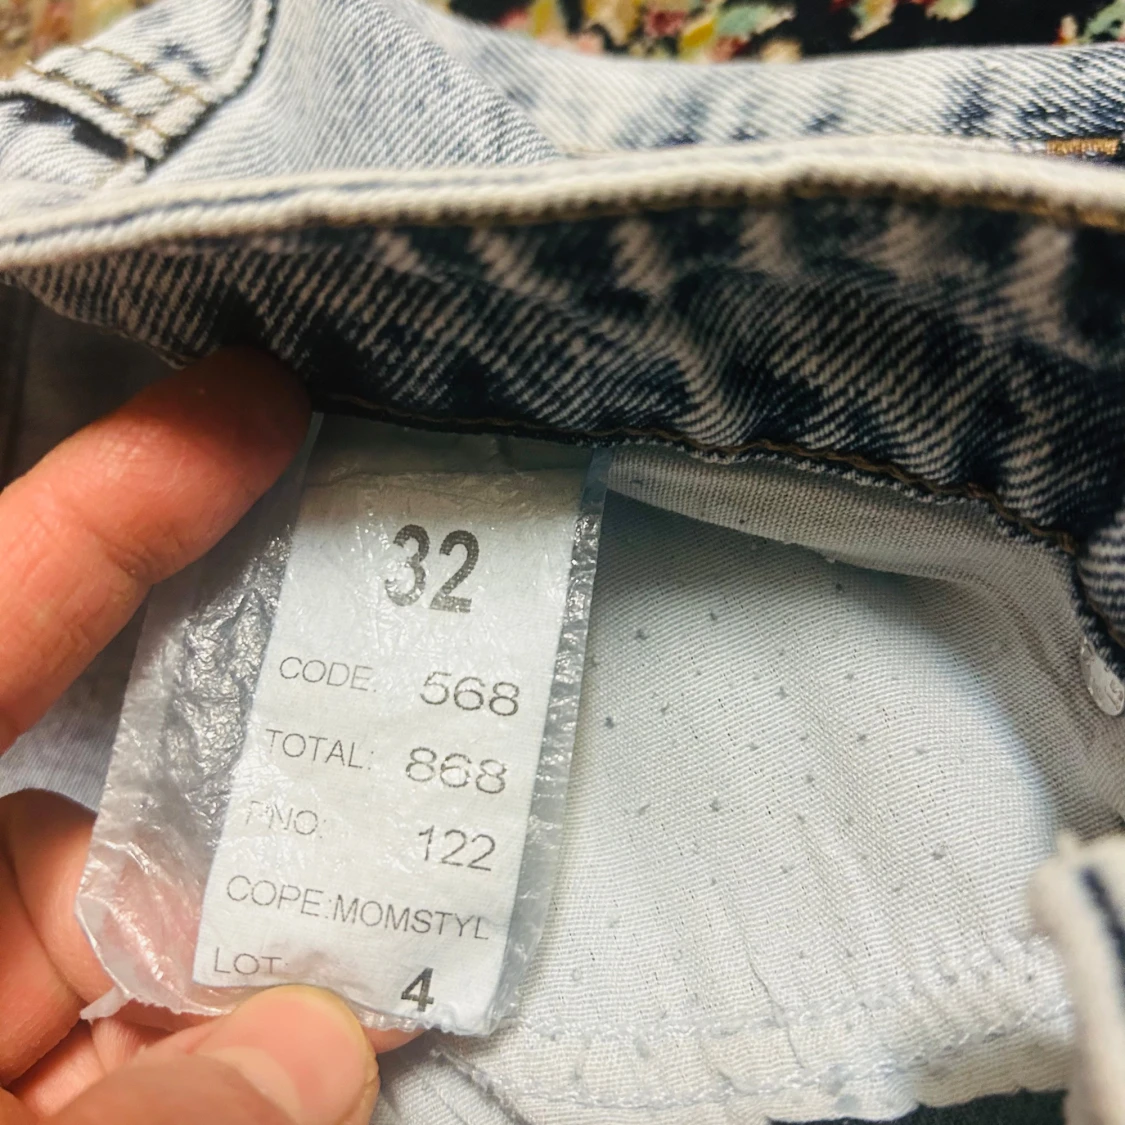 32
CODE: 568
TOTAL: 868
PNO: 122
COPE:MOMSTYL
LOT: 4